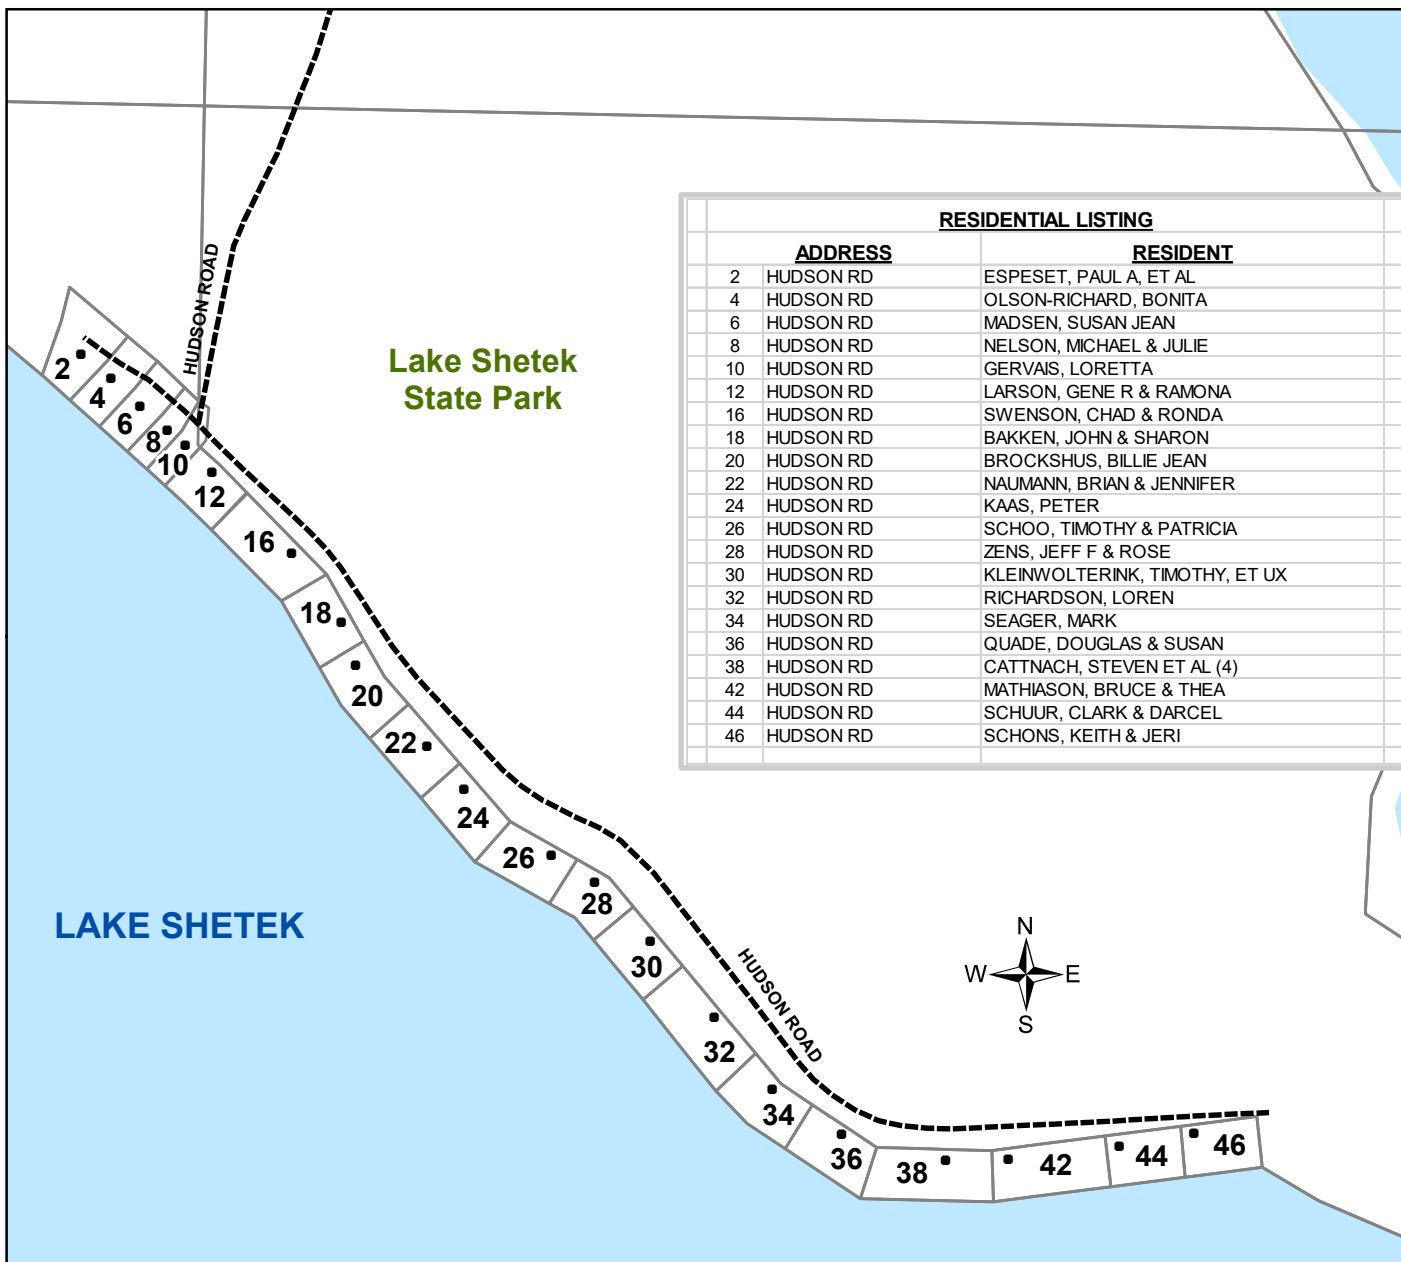 RESIDENTIAL LISTING
ADDRESS RESIDENT
2 HUDSON RD ESPESET, PAUL A, ET AL
4 HUDSON RD OLSON-RICHARD, BONITA
6 HUDSON RD MADSEN, SUSAN JEAN
8 HUDSON RD NELSON, MICHAEL & JULIE
10 HUDSON RD GERVAIS, LORETTA
12 HUDSON RD LARSON, GENE R & RAMONA
16 HUDSON RD SWENSON, CHAD & RONDA
18 HUDSON RD BAKKEN, JOHN & SHARON
20 HUDSON RD BROCKSHUS, BILLIE JEAN
22 HUDSON RD NAUMANN, BRIAN & JENNIFER
24 HUDSON RD KAAS, PETER
26 HUDSON RD SCHOO, TIMOTHY & PATRICIA
28 HUDSON RD ZENS, JEFF F & ROSE
30 HUDSON RD KLEINWOLTERINK, TIMOTHY, ET UX
32 HUDSON RD RICHARDSON, LOREN
34 HUDSON RD SEAGER, MARK
36 HUDSON RD QUADE, DOUGLAS & SUSAN
38 HUDSON RD CATTNACH, STEVEN ET AL (4)
42 HUDSON RD MATHIASON, BRUCE & THEA
44 HUDSON RD SCHUUR, CLARK & DARCEL
46 HUDSON RD SCHONS, KEITH & JERI
HUDSON ROAD
Lake Shetek
State Park
2
4
6
8
10
12
16
18
20
22
24
26
28
30
32
34
36
38
42
44
46
LAKE SHETEK
HUDSON ROAD
N
W E
S